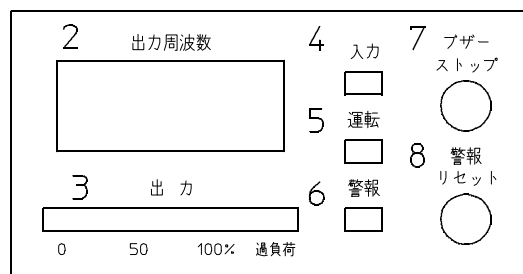 2 出力周波数
4 入力
7 ブザー
ストップ
5 運転
8 警報
リセット
3 出力
6 警報
0 50 100% 過負荷